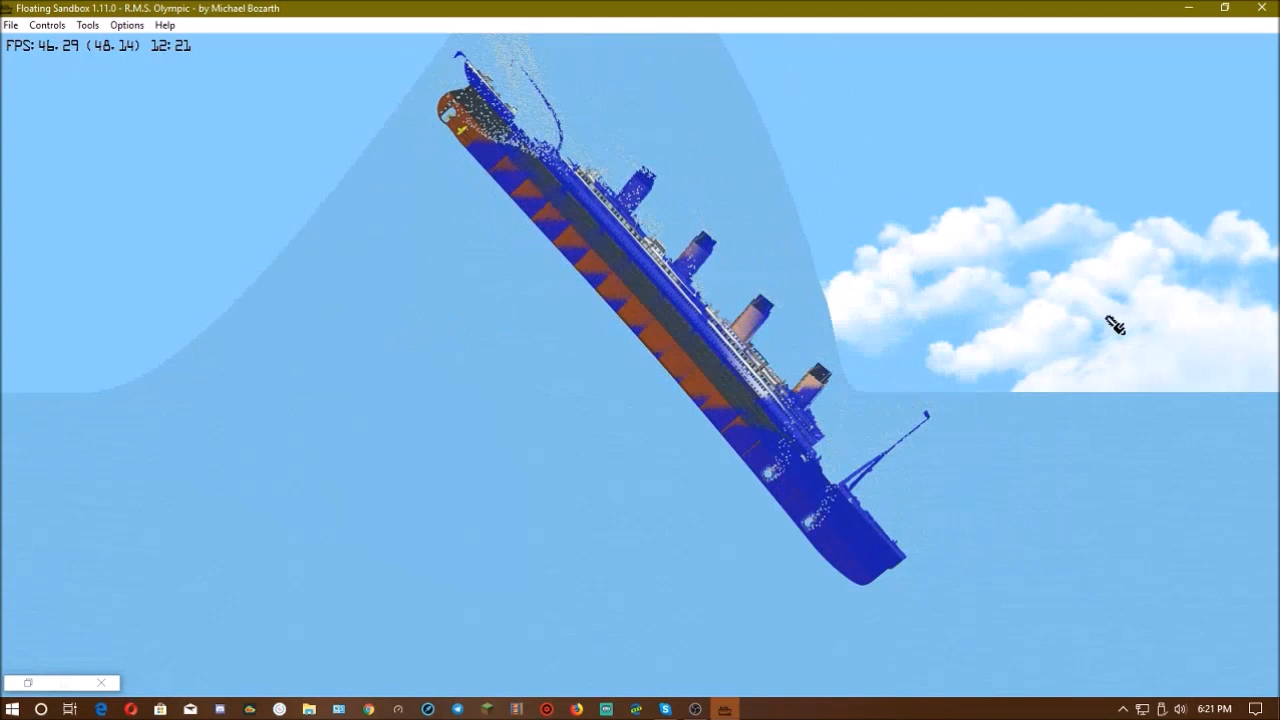 Floating Sandbox 1.11.0 - R.M.S. Olympic - by Michael Bozarth
File Controls Tools Options Help
FPS:46.29 (48.14) 12:21
6:21 PM